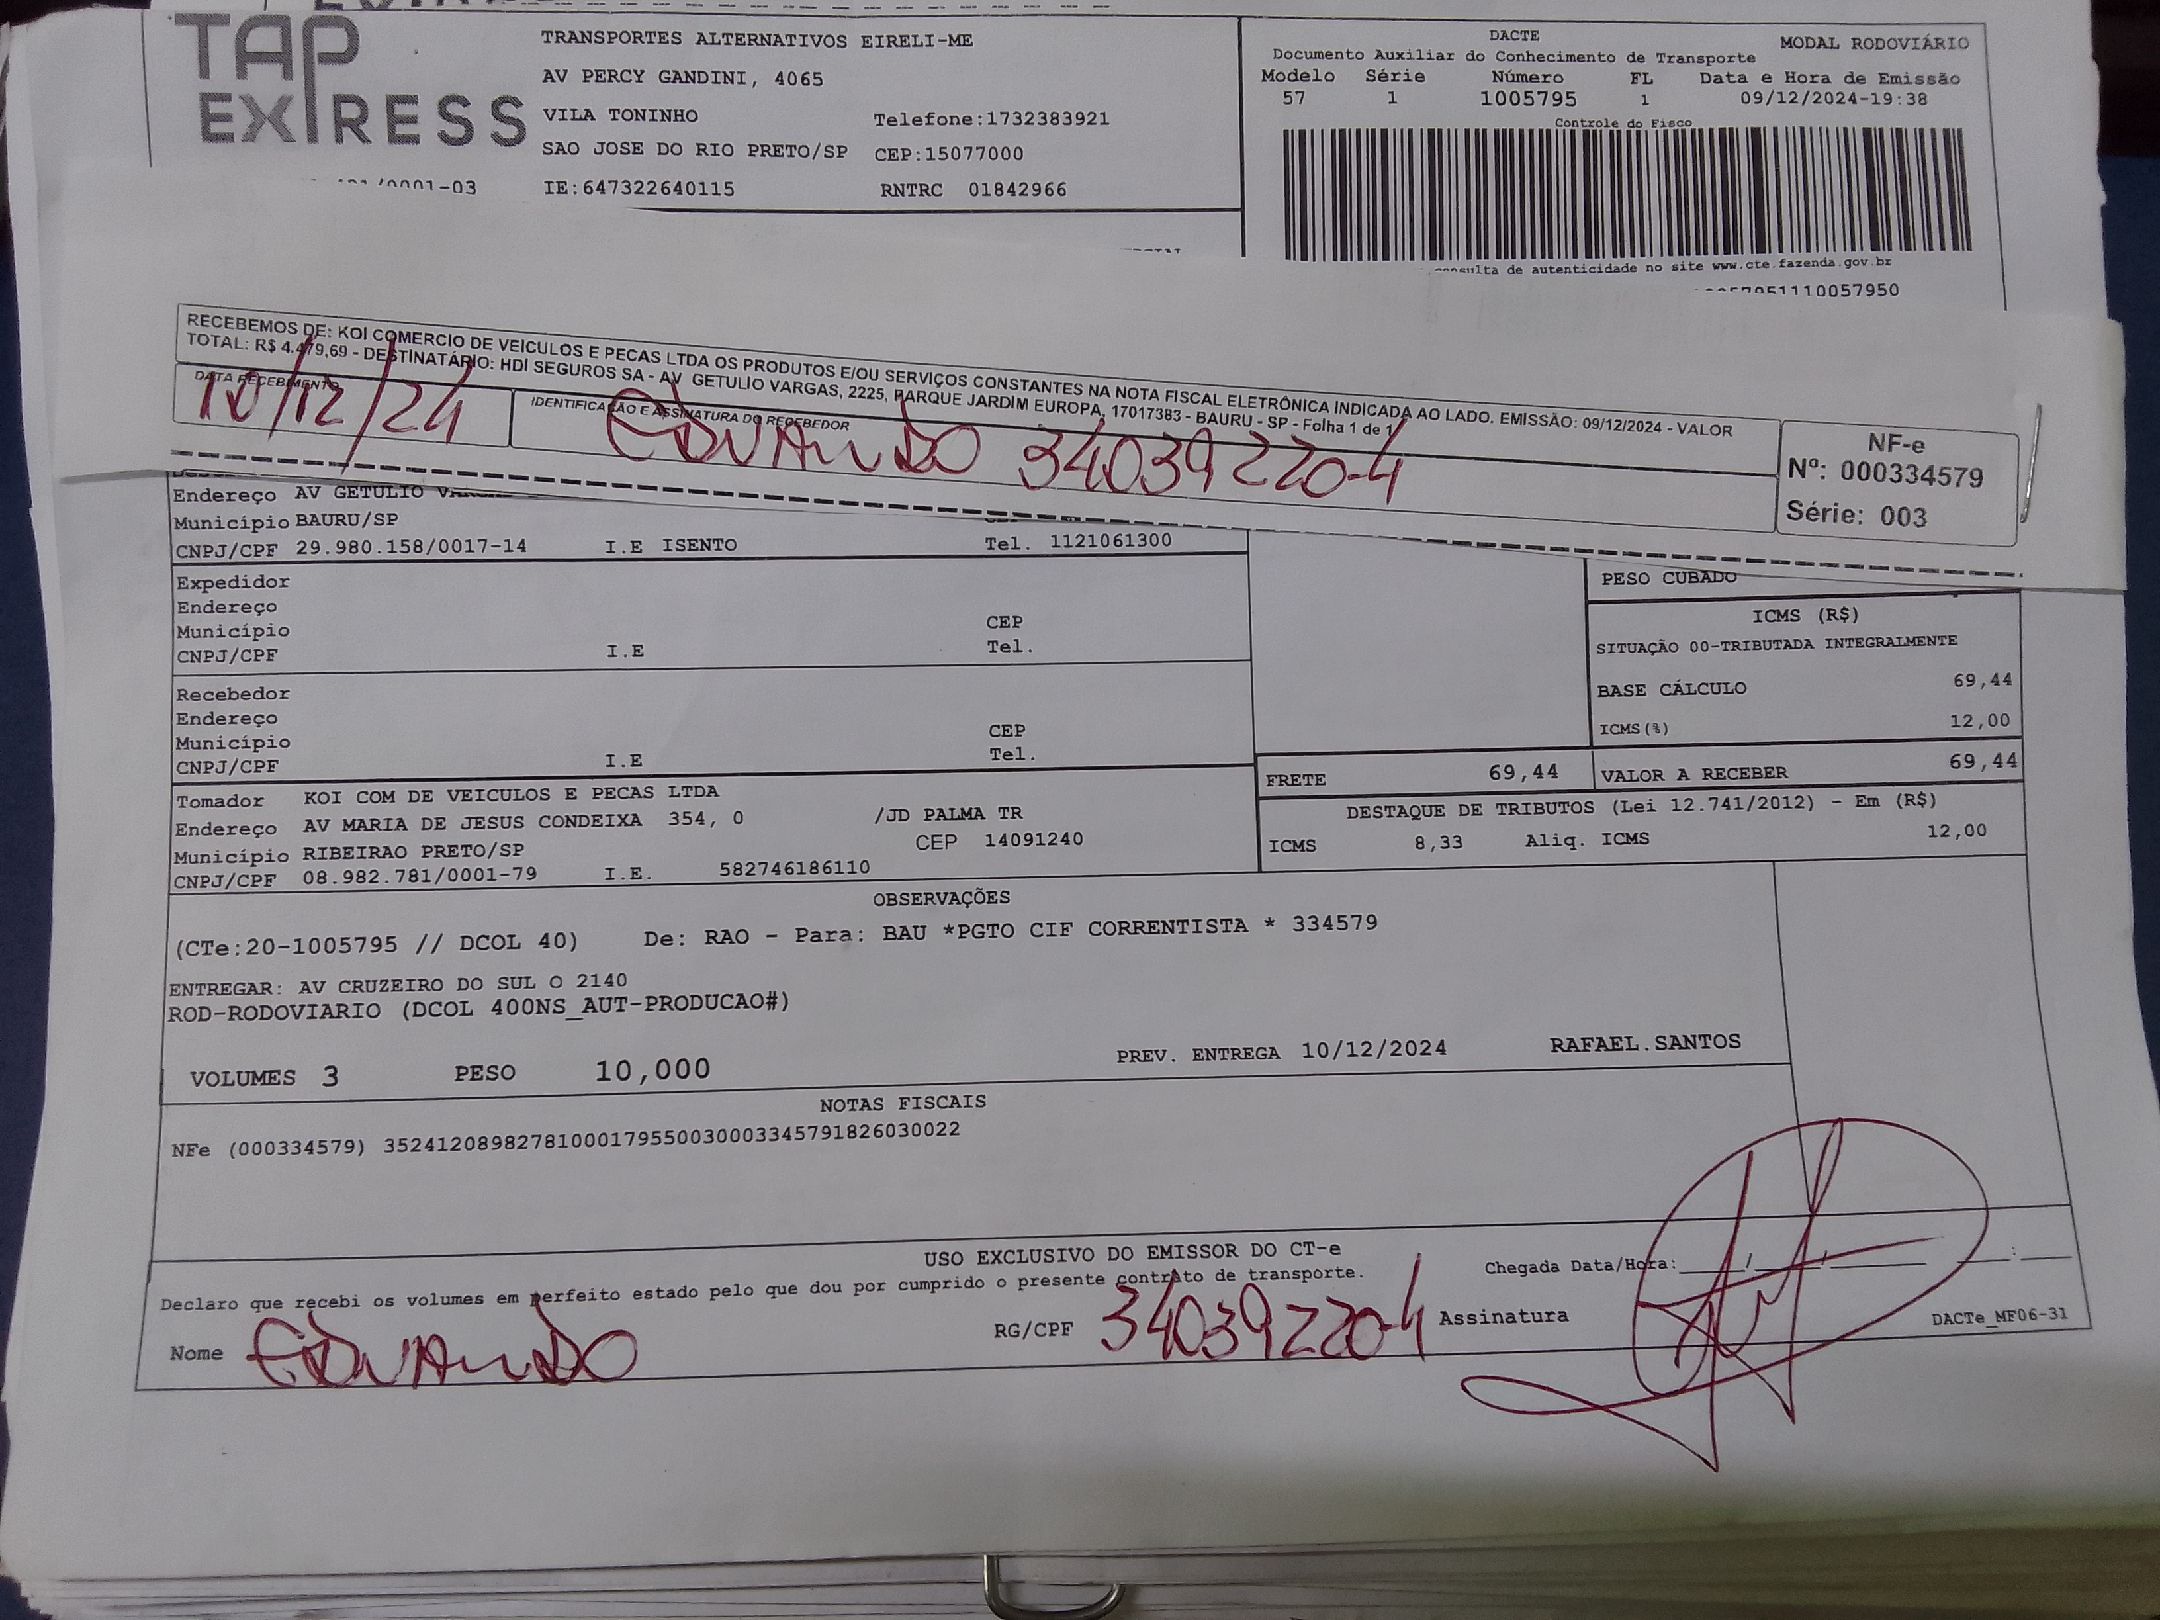 TAP
EXPRESS
TRANSPORTES ALTERNATIVOS EIRELI-ME
AV PERCY GANDINI, 4065
VILA TONINHO Telefone:1732383921
SAO JOSE DO RIO PRETO/SP CEP:15077000
/0001-03 IE:647322640115 RNTRC 01842966
DACTE MODAL RODOVIÁRIO
Documento Auxiliar do Conhecimento de Transporte
Modelo Série Número FL Data e Hora de Emissão
57 1 1005795 1 09/12/2024-19:38
Controle do Fisco
consulta de autenticidade no site www.cte.fazenda.gov.br
51110057950
RECEBEMOS DE: KOI COMERCIO DE VEICULOS E PECAS LTDA OS PRODUTOS E/OU SERVIÇOS CONSTANTES NA NOTA FISCAL ELETRÔNICA INDICADA AO LADO. EMISSÃO: 09/12/2024 - VALOR
TOTAL: R$ 4.479,69 - DESTINATÁRIO: HDI SEGUROS SA - AV GETULIO VARGAS, 2225, PARQUE JARDIM EUROPA, 17017383 - BAURU - SP - Folha 1 de 1
DATA RECEBIMENTO IDENTIFICAÇÃO E ASSINATURA DO RECEBEDOR
10/12/24 EDVANDO 34039220-4
NF-e
Nº: 000334579
Série: 003
Endereço AV GETULIO
Município BAURU/SP
CNPJ/CPF 29.980.158/0017-14 I.E ISENTO Tel. 1121061300
Expedidor
Endereço
Município CEP
CNPJ/CPF I.E Tel.
Recebedor
Endereço
Município CEP
CNPJ/CPF I.E Tel.
PESO CUBADO
ICMS (R$)
SITUAÇÃO 00-TRIBUTADA INTEGRALMENTE
BASE CÁLCULO 69,44
ICMS(%) 12,00
FRETE 69,44 VALOR A RECEBER 69,44
Tomador KOI COM DE VEICULOS E PECAS LTDA
Endereço AV MARIA DE JESUS CONDEIXA 354, 0 /JD PALMA TR
Município RIBEIRAO PRETO/SP CEP 14091240
CNPJ/CPF 08.982.781/0001-79 I.E. 582746186110
DESTAQUE DE TRIBUTOS (Lei 12.741/2012) - Em (R$)
ICMS 8,33 Aliq. ICMS 12,00
OBSERVAÇÕES
(CTe:20-1005795 // DCOL 40) De: RAO - Para: BAU *PGTO CIF CORRENTISTA * 334579
ENTREGAR: AV CRUZEIRO DO SUL O 2140
ROD-RODOVIARIO (DCOL 400NS_AUT-PRODUCAO#)
VOLUMES 3 PESO 10,000 PREV. ENTREGA 10/12/2024 RAFAEL.SANTOS
NOTAS FISCAIS
NFe (000334579) 35241208982781000179550030003345791826030022
USO EXCLUSIVO DO EMISSOR DO CT-e
Declaro que recebi os volumes em perfeito estado pelo que dou por cumprido o presente contrato de transporte. Chegada Data/Hora:____/____/______ ___:___
Nome EDVANDO RG/CPF 34039220-4 Assinatura
DACTe_MF06-31